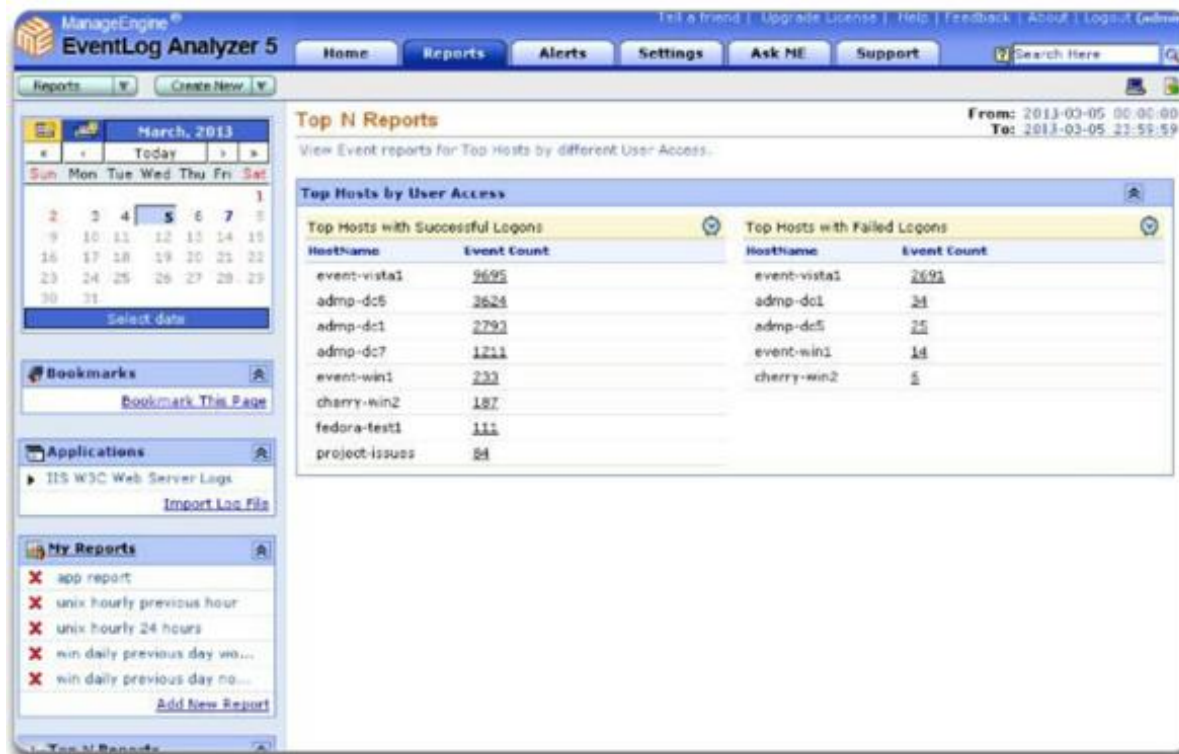 ManageEngine®
EventLog Analyzer 5
Tell a friend | Upgrade License | Help | Feedback | About | Logout
Home Reports Alerts Settings Ask ME Support Search Here
Reports Create New
March, 2013
Today
Sun Mon Tue Wed Thu Fri Sat
1
2 3 4 5 6 7 8
9 10 11 12 13 14 15
16 17 18 19 20 21 22
23 24 25 26 27 28 29
30 31
Select date
Bookmarks
Bookmark This Page
Applications
IIS W3C Web Server Logs
Import Log File
My Reports
app report
unix hourly previous hour
unix hourly 24 hours
win daily previous day wo...
win daily previous day no...
Add New Report
Top N Reports
Top N Reports
From: 2013-03-05 00:00:00
To: 2013-03-05 23:59:59
View Event reports for Top Hosts by different User Access.
Top Hosts by User Access
Top Hosts with Successful Logons
HostName Event Count
event-vista1 9695
admp-dc5 3624
admp-dc1 2793
admp-dc7 1211
event-win1 233
cherry-win2 187
fedora-test1 111
project-issues 84
Top Hosts with Failed Logons
HostName Event Count
event-vista1 2691
admp-dc1 34
admp-dc5 25
event-win1 14
cherry-win2 5